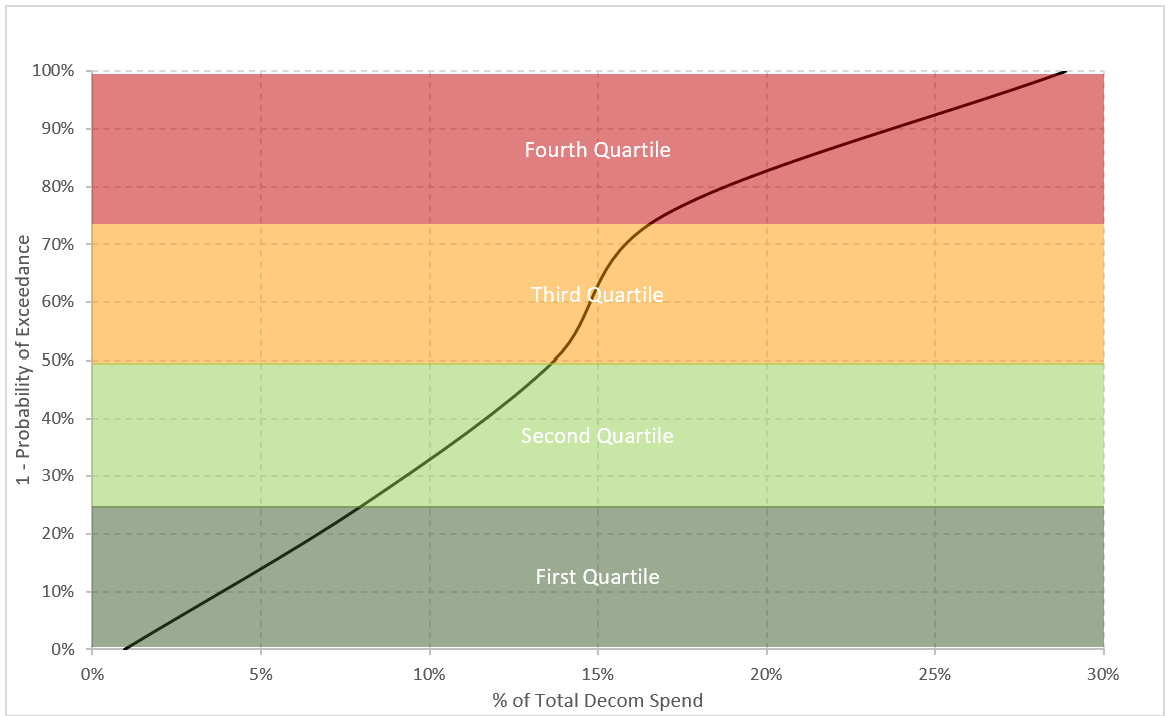 100%
90%
Fourth Quartile
80%
70%
Third Quartile
60%
50%
40%
Second Quartile
30%
20%
First Quartile
10%
0%
1 - Probability of Exceedance
0% 5% 10% 15% 20% 25% 30%
% of Total Decom Spend